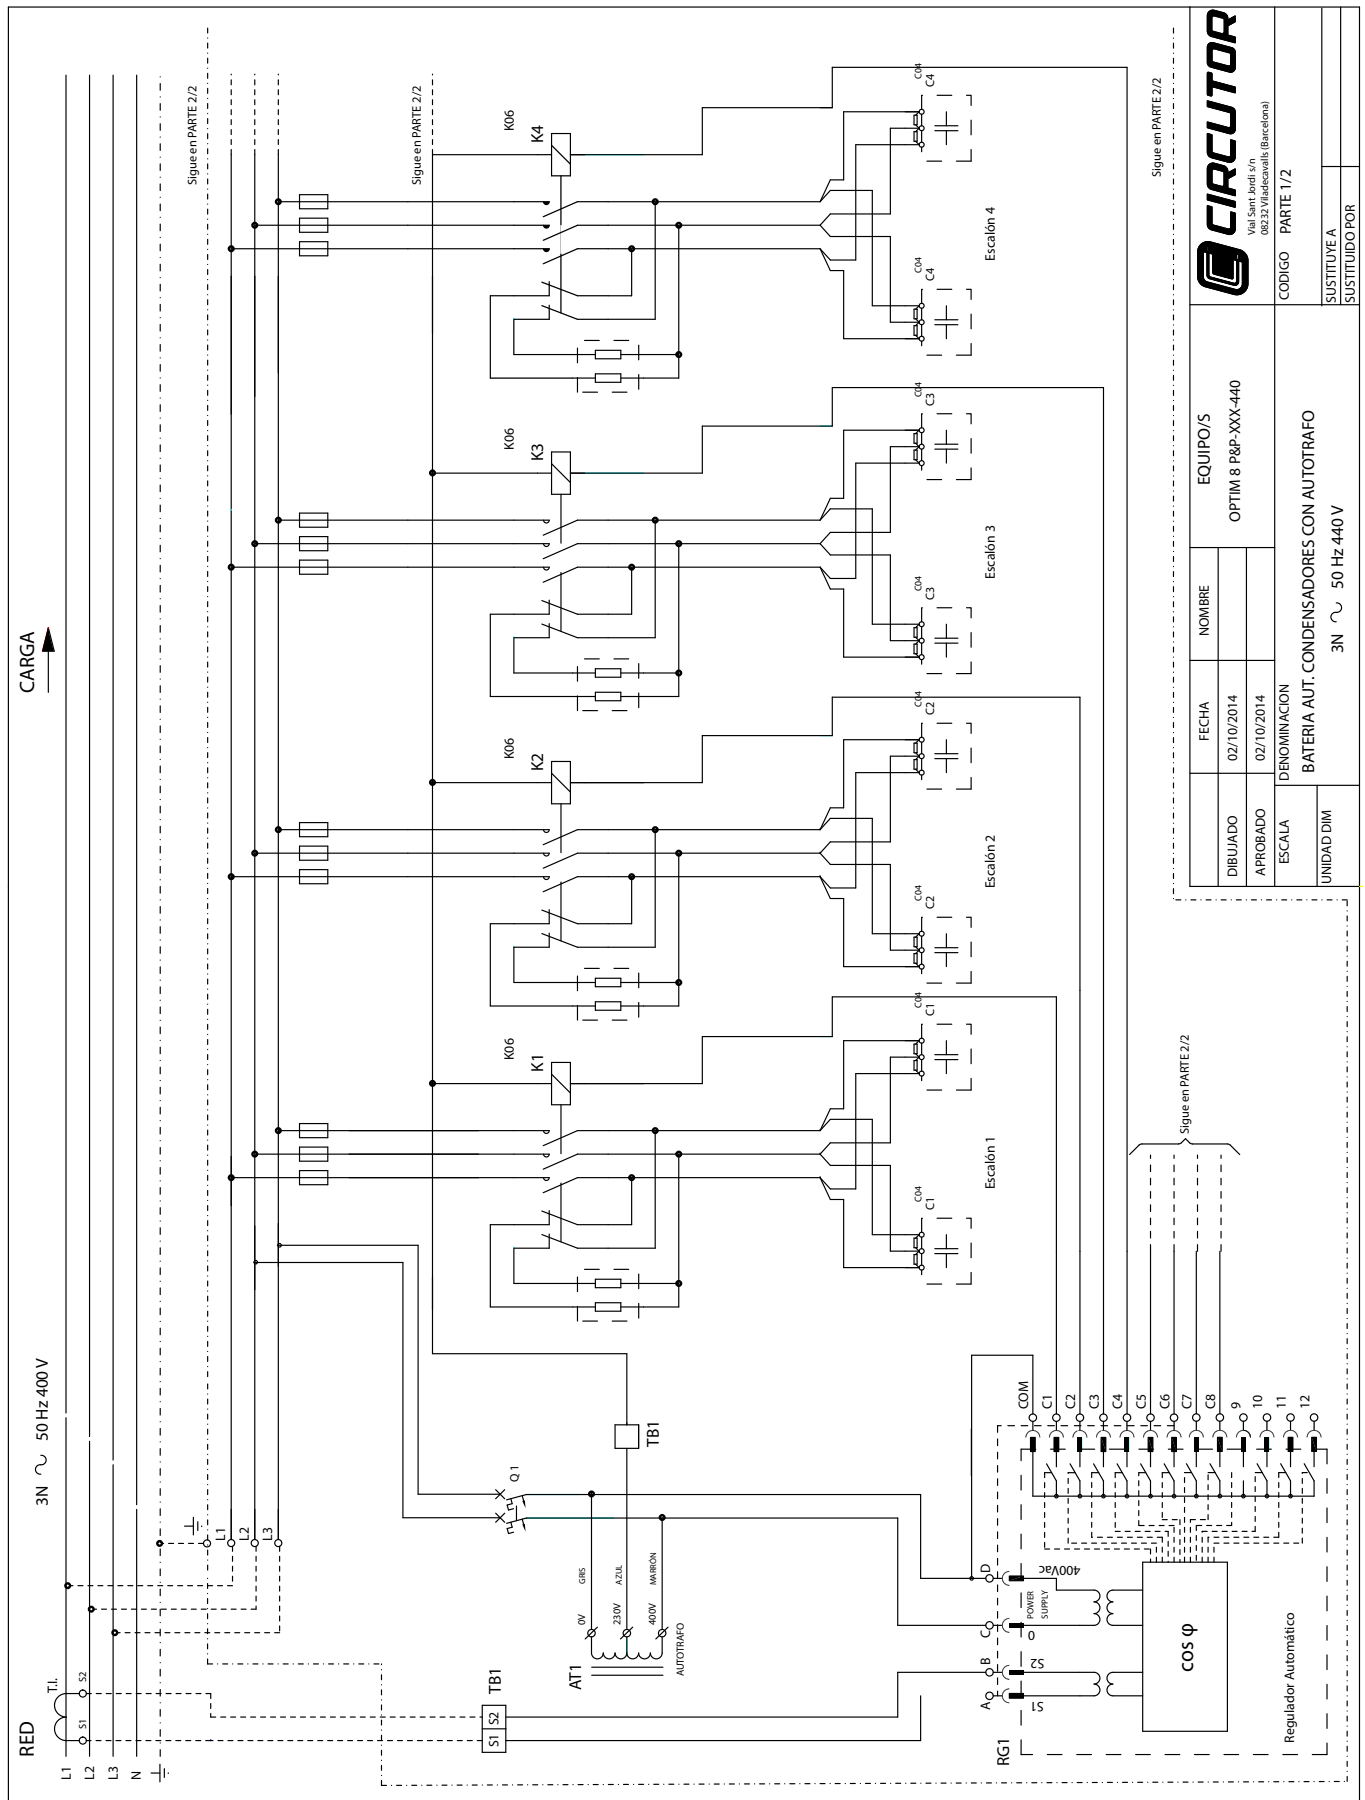 RED
3N 50 Hz 400 V
CARGA
T.I.
S1
S2
L1
L2
L3
N
L1
L2
L3
Sigue en PARTE 2/2
Sigue en PARTE 2/2
Sigue en PARTE 2/2
K06
K1
K06
K2
K06
K3
K06
K4
Q1
TB1
S1
S2
AT1
0V
230V
400V
GRIS
AZUL
MARRÓN
AUTOTRAFO
TB1
C04
C1
C04
C1
Escalón 1
C04
C2
C04
C2
Escalón 2
C04
C3
C04
C3
Escalón 3
C04
C4
C04
C4
Escalón 4
RG1
A
B
C
D
S1
S2
0
POWER
SUPPLY
400Vac
COM
C1
C2
C3
C4
C5
C6
C7
C8
9
10
11
12
Sigue en PARTE 2/2
cos φ
Regulador Automático
FECHA
NOMBRE
EQUIPO/S
DIBUJADO
02/10/2014
OPTIM 8 P&P-XXX-440
APROBADO
02/10/2014
ESCALA
DENOMINACION
BATERIA AUT. CONDENSADORES CON AUTOTRAFO
UNIDAD DIM
3N 50 Hz 440 V
CIRCUTOR
Vial Sant Jordi s/n
08232 Viladecavalls (Barcelona)
CODIGO PARTE 1/2
SUSTITUYE A
SUSTITUIDO POR